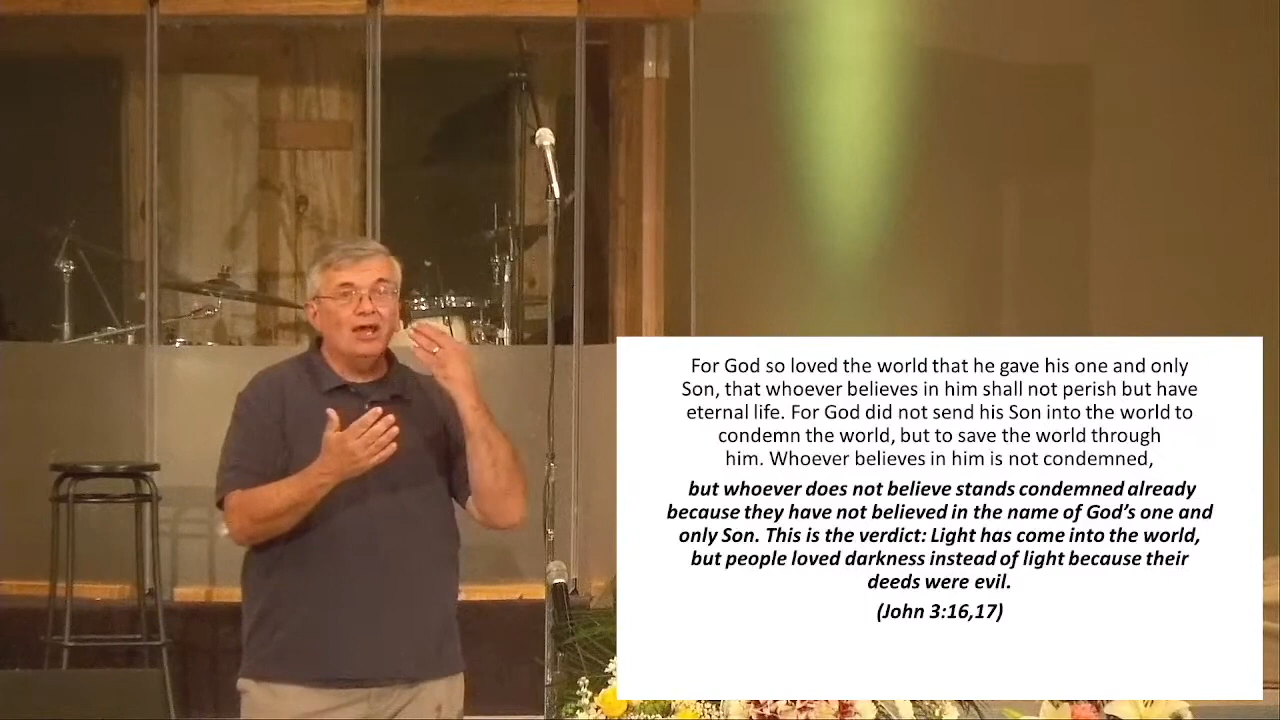 For God so loved the world that he gave his one and only
Son, that whoever believes in him shall not perish but have
eternal life. For God did not send his Son into the world to
condemn the world, but to save the world through
him. Whoever believes in him is not condemned,
but whoever does not believe stands condemned already
because they have not believed in the name of God’s one and
only Son. This is the verdict: Light has come into the world,
but people loved darkness instead of light because their
deeds were evil.
(John 3:16,17)